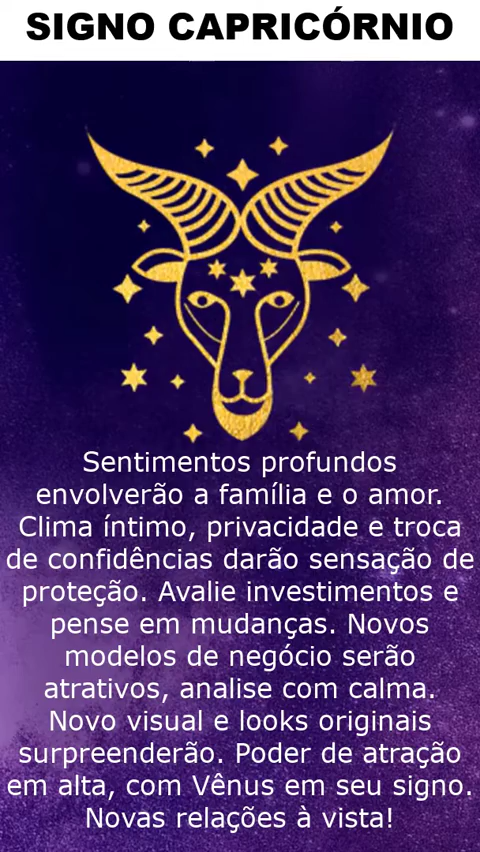 SIGNO CAPRICÓRNIO
Sentimentos profundos
envolverão a família e o amor.
Clima íntimo, privacidade e troca
de confidências darão sensação de
proteção. Avalie investimentos e
pense em mudanças. Novos
modelos de negócio serão
atrativos, analise com calma.
Novo visual e looks originais
surpreenderão. Poder de atração
em alta, com Vênus em seu signo.
Novas relações à vista!